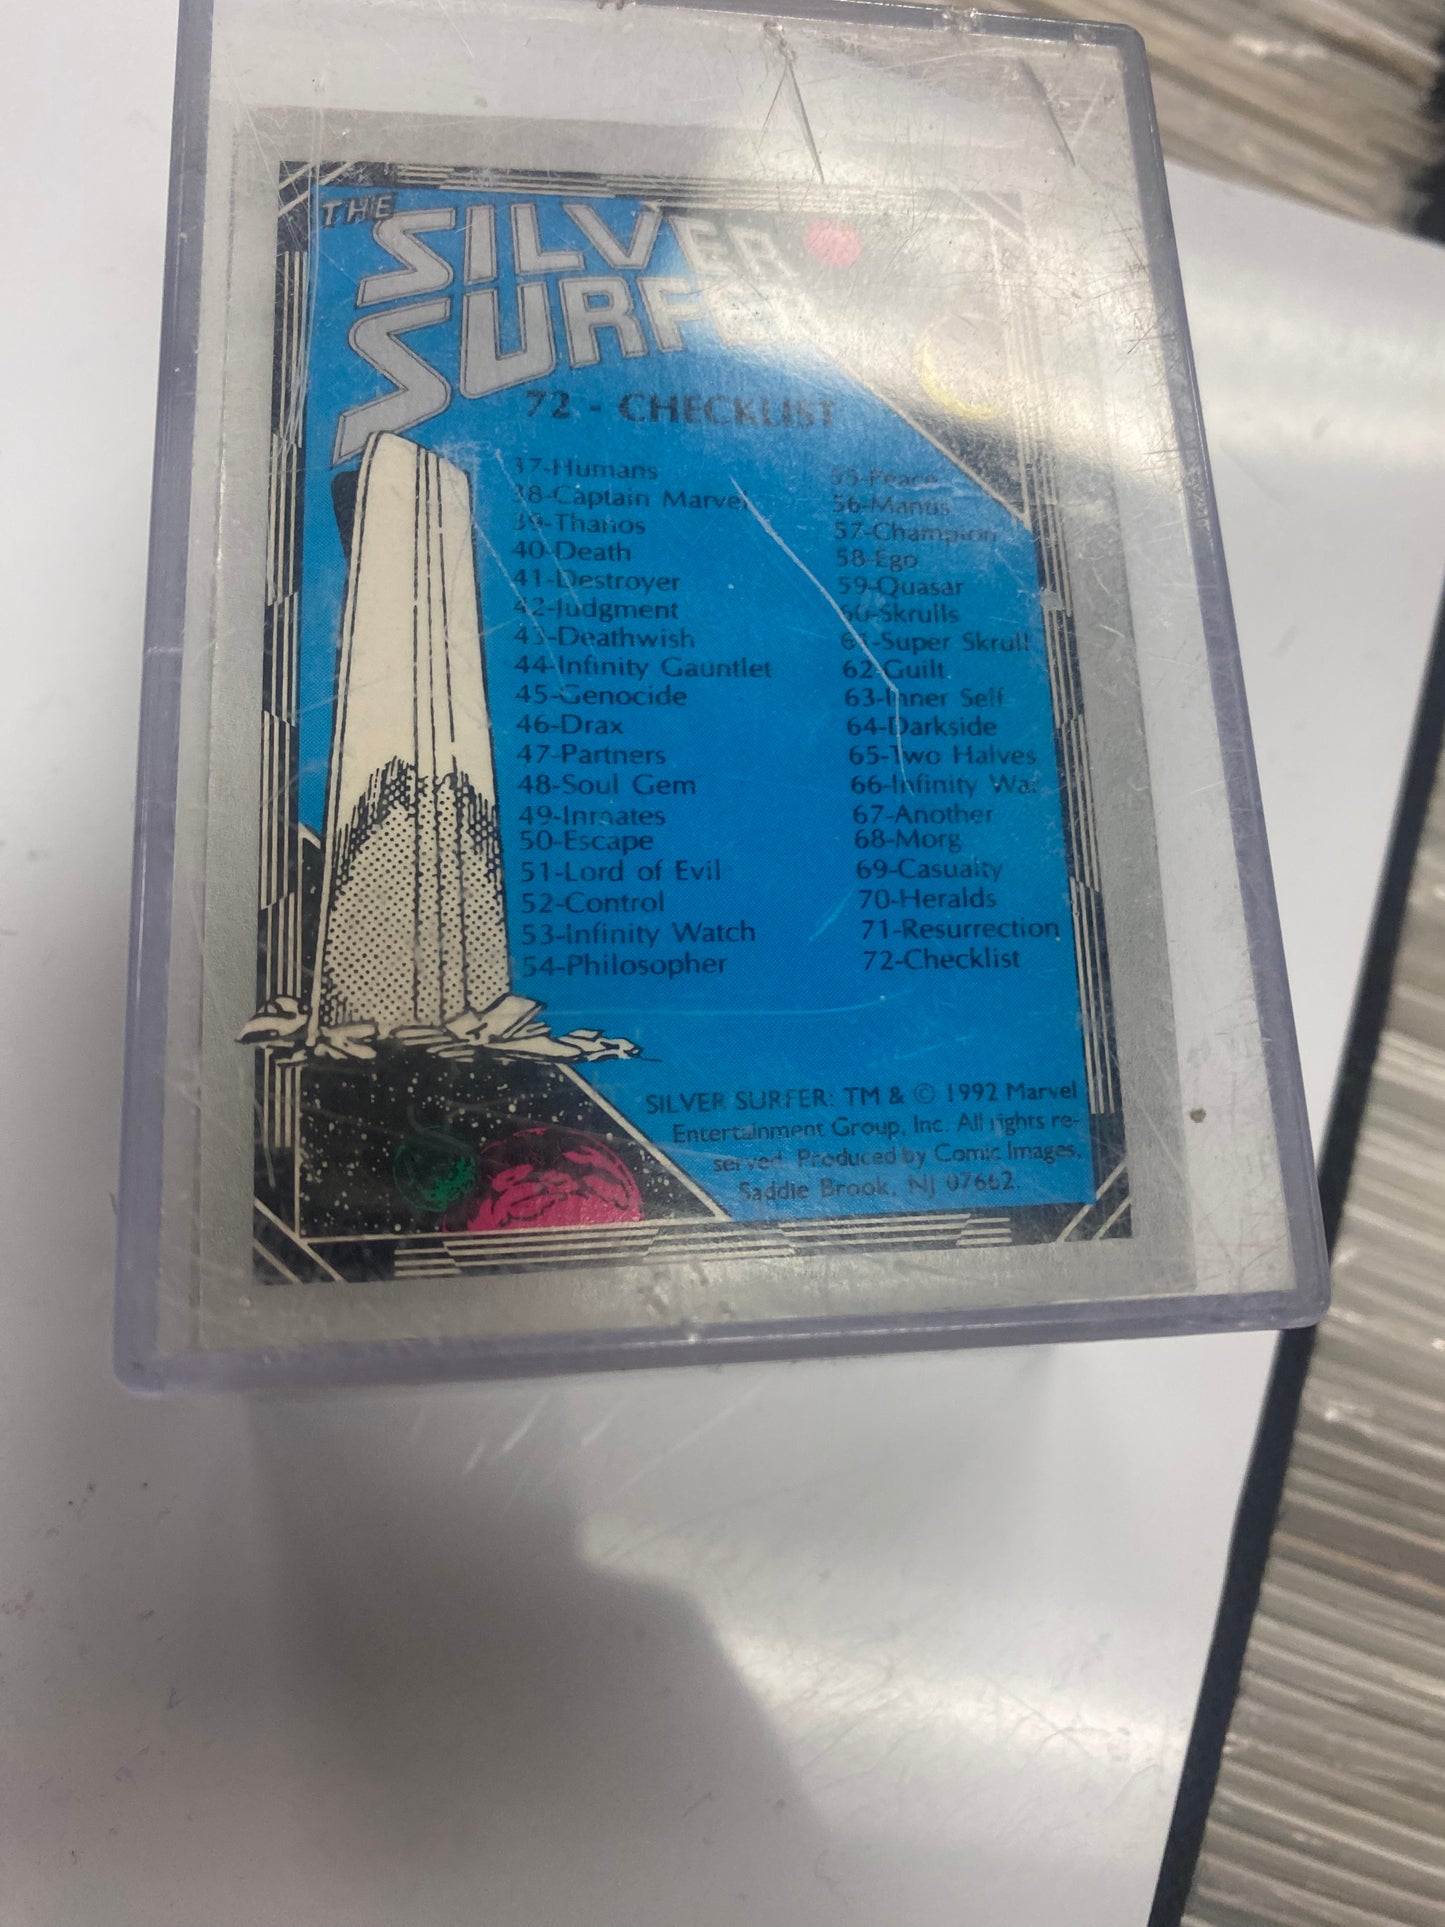 THE
SILVER
SURFER
72 - CHECKLIST
37-Humans
38-Captain Marvel
39-Thanos
40-Death
41-Destroyer
42-Judgment
43-Deathwish
44-Infinity Gauntlet
45-Genocide
46-Drax
47-Partners
48-Soul Gem
49-Inmates
50-Escape
51-Lord of Evil
52-Control
53-Infinity Watch
54-Philosopher
55-Peace
56-Mantis
57-Champion
58-Ego
59-Quasar
60-Skrulls
61-Super Skrull
62-Guilt
63-Inner Self
64-Darkside
65-Two Halves
66-Infinity War
67-Another
68-Morg
69-Casualty
70-Heralds
71-Resurrection
72-Checklist
SILVER SURFER: TM & © 1992 Marvel
Entertainment Group, Inc. All rights re-
served. Produced by Comic Images,
Saddie Brook, NJ 07662.